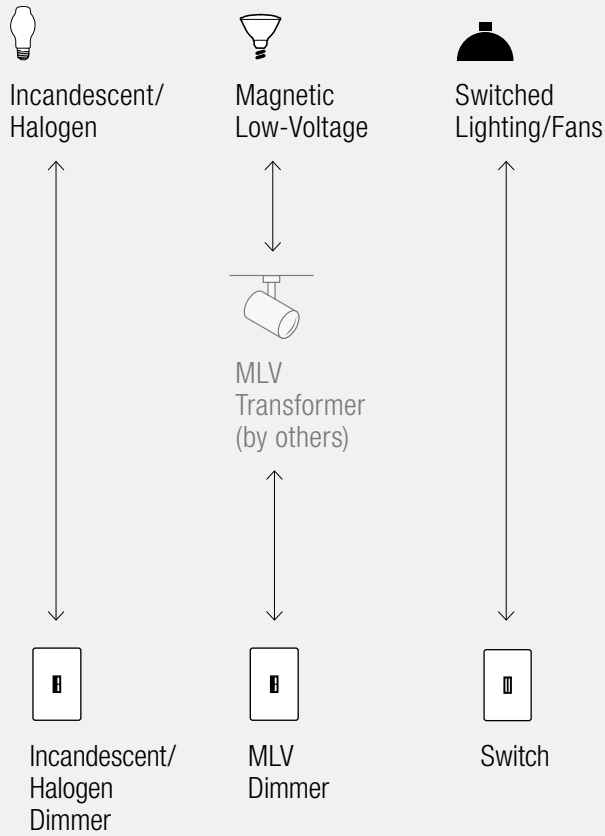 Incandescent/
Halogen
Magnetic
Low-Voltage
Switched
Lighting/Fans
MLV
Transformer
(by others)
Incandescent/
Halogen
Dimmer
MLV
Dimmer
Switch